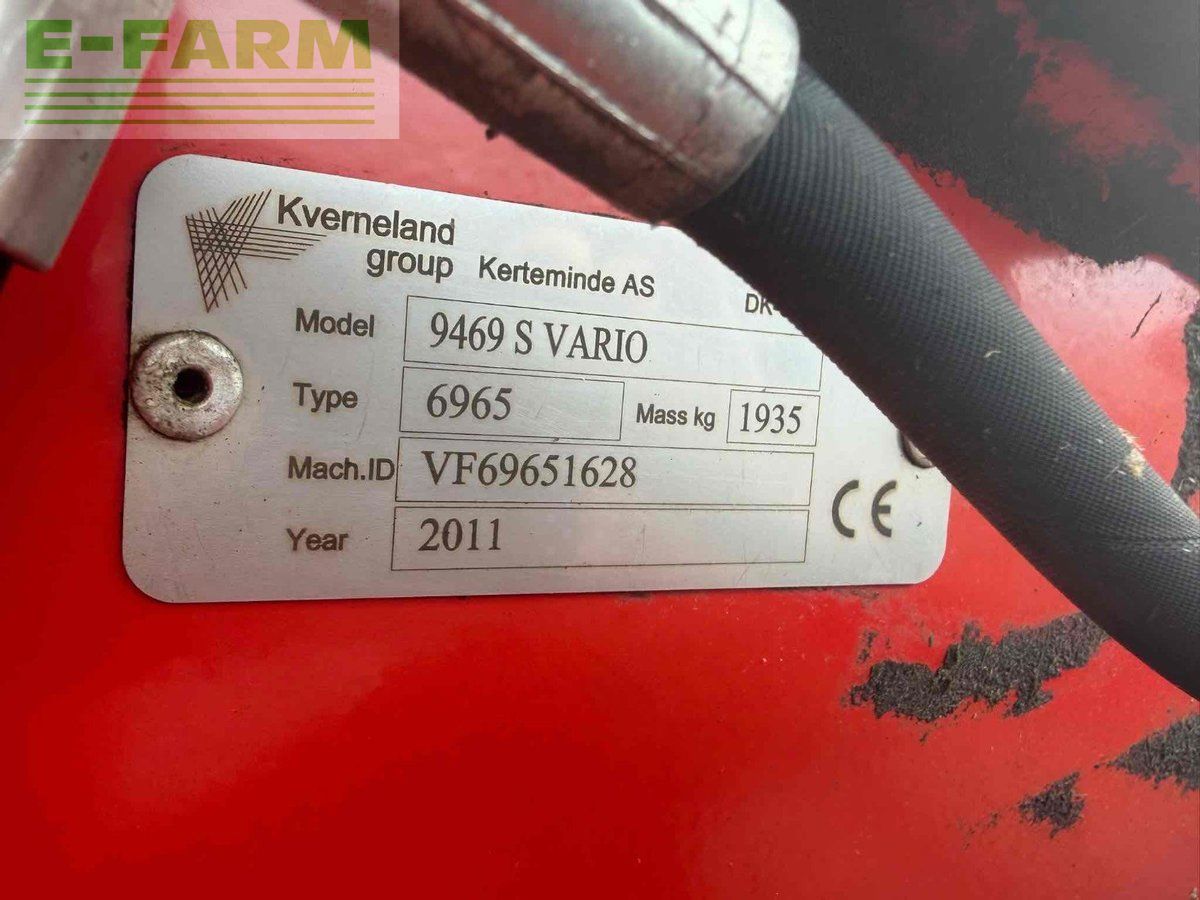 E-FARM
Kverneland
group Kerteminde AS
Model 9469 S VARIO
Type 6965 Mass kg 1935
Mach.ID VF69651628
Year 2011
CE